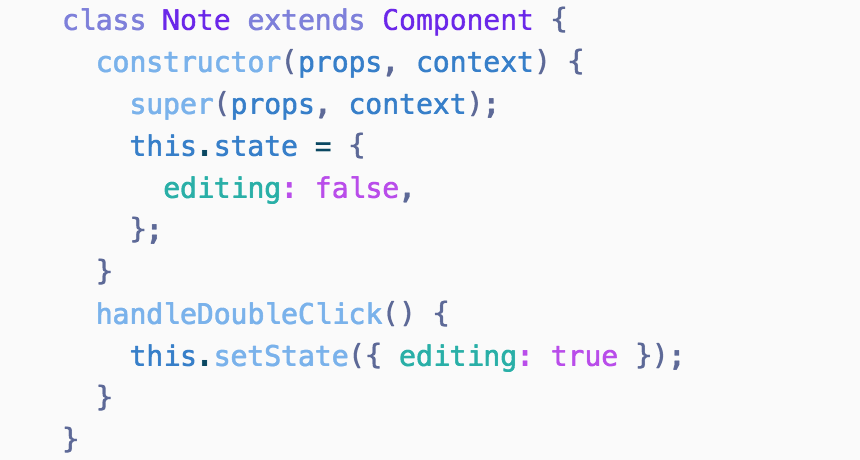 class Note extends Component {
  constructor(props, context) {
    super(props, context);
    this.state = {
      editing: false,
    };
  }
  handleDoubleClick() {
    this.setState({ editing: true });
  }
}